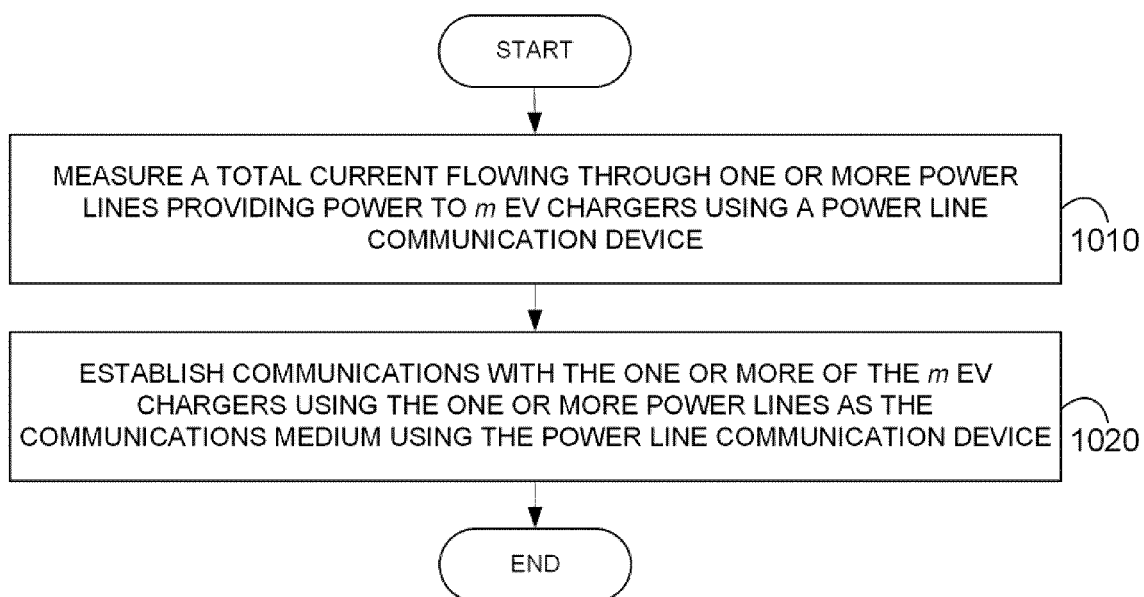 START
MEASURE A TOTAL CURRENT FLOWING THROUGH ONE OR MORE POWER
LINES PROVIDING POWER TO m EV CHARGERS USING A POWER LINE
COMMUNICATION DEVICE
1010
ESTABLISH COMMUNICATIONS WITH THE ONE OR MORE OF THE m EV
CHARGERS USING THE ONE OR MORE POWER LINES AS THE
COMMUNICATIONS MEDIUM USING THE POWER LINE COMMUNICATION DEVICE
1020
END